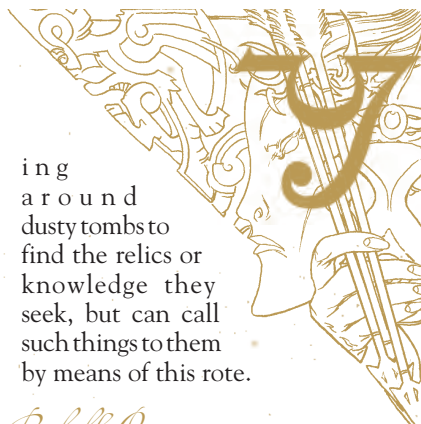 ing
around
dusty tombs to
find the relics or
knowledge they
seek, but can call
such things to them
by means of this rote.